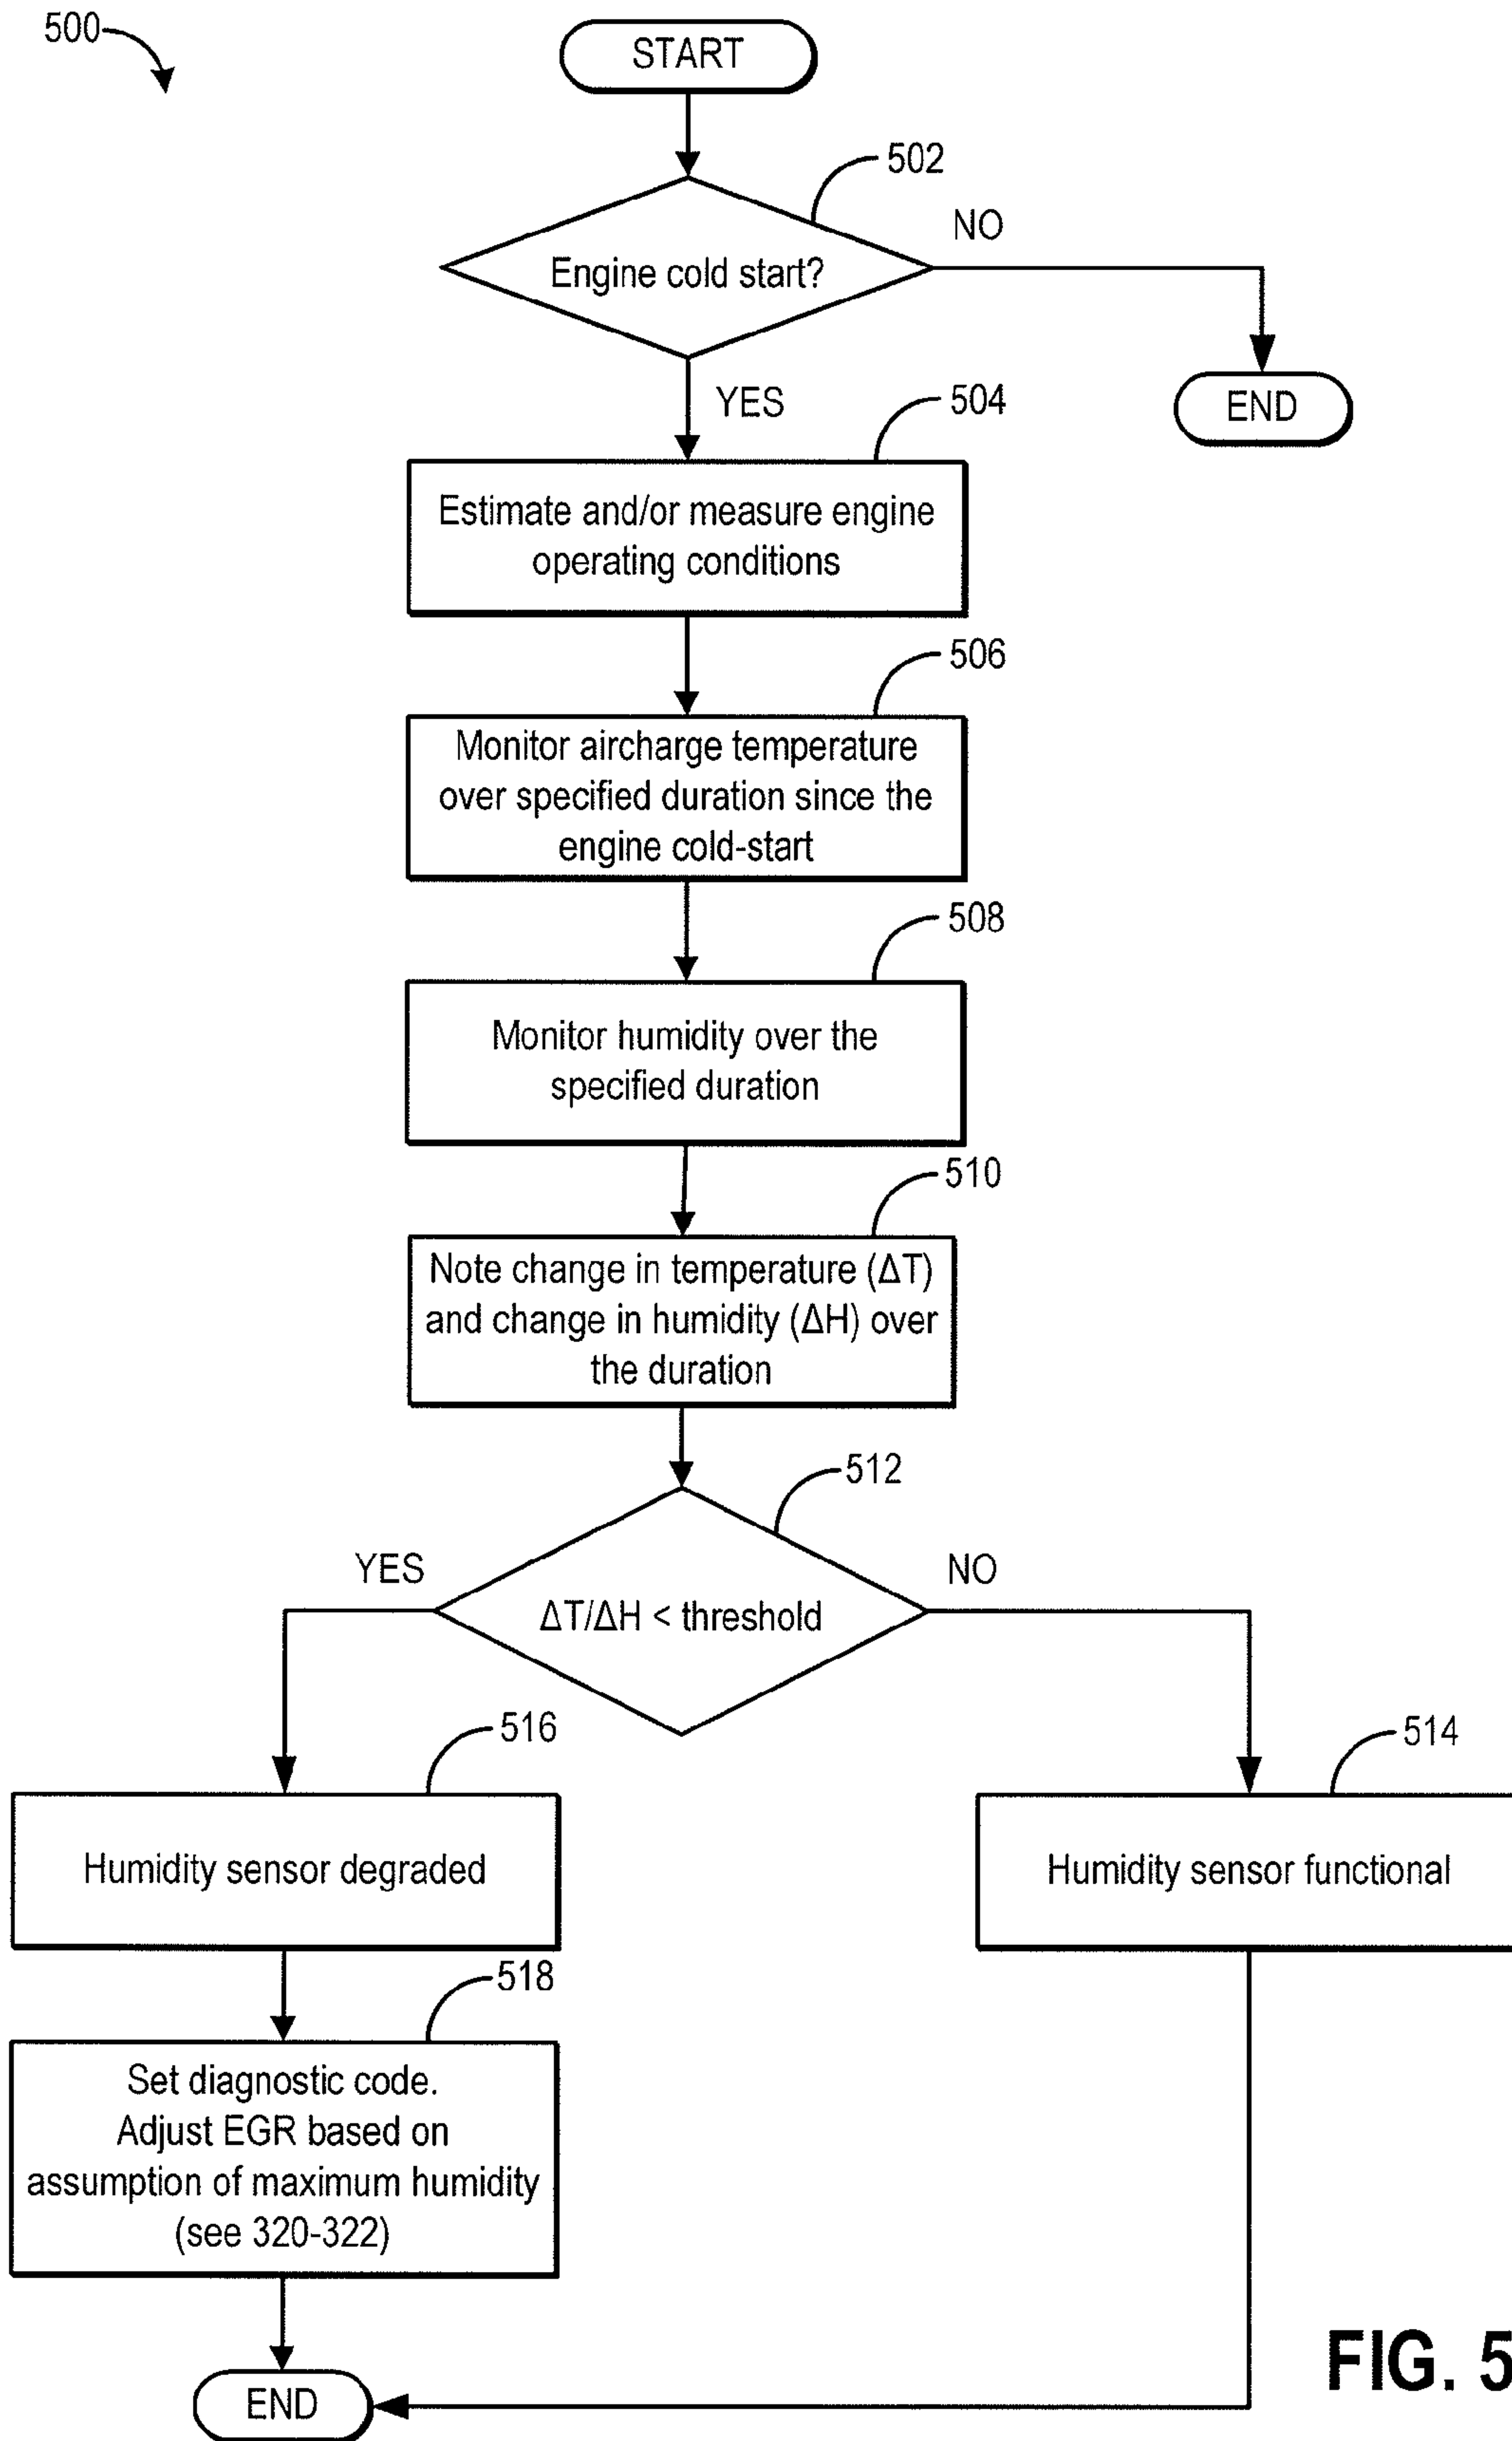 500
START
502
Engine cold start?
NO
END
YES
504
Estimate and/or measure engine
operating conditions
506
Monitor aircharge temperature
over specified duration since the
engine cold-start
508
Monitor humidity over the
specified duration
510
Note change in temperature (ΔT)
and change in humidity (ΔH) over
the duration
512
YES
NO
ΔT/ΔH < threshold
516
514
Humidity sensor degraded
Humidity sensor functional
518
Set diagnostic code.
Adjust EGR based on
assumption of maximum humidity
(see 320-322)
END
FIG. 5